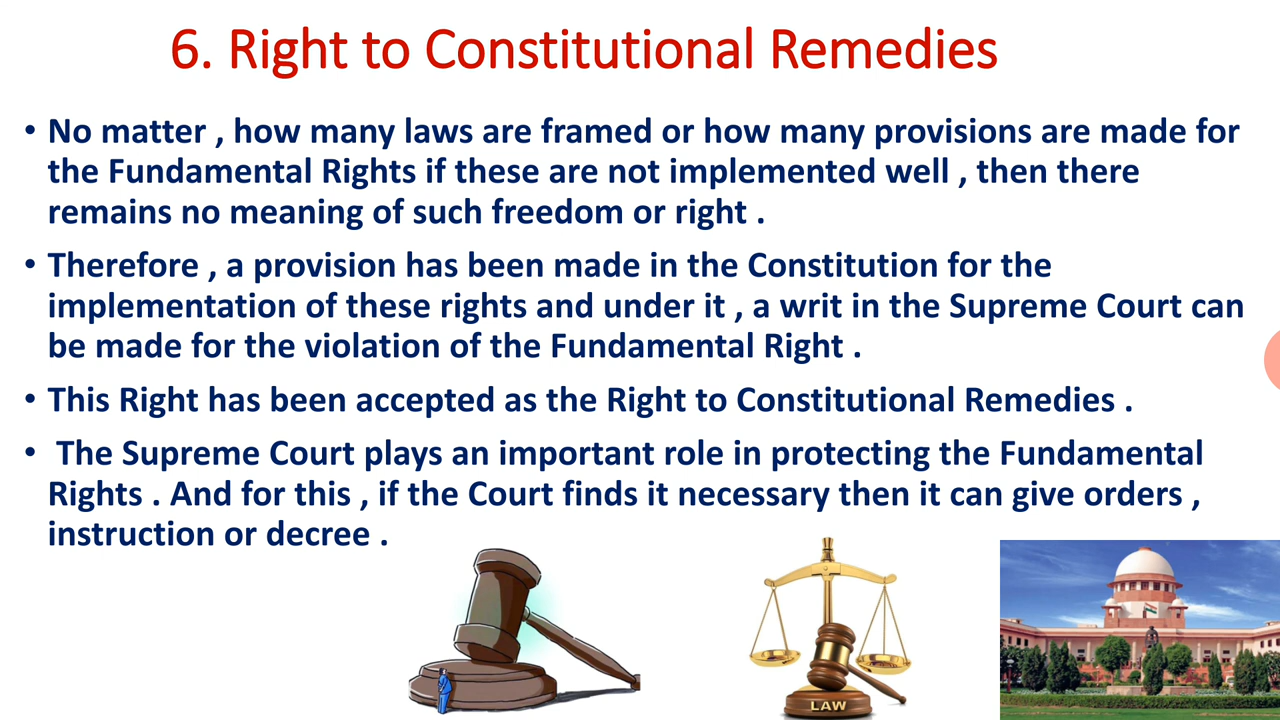 6. Right to Constitutional Remedies
• No matter , how many laws are framed or how many provisions are made for
the Fundamental Rights if these are not implemented well , then there
remains no meaning of such freedom or right .
• Therefore , a provision has been made in the Constitution for the
implementation of these rights and under it , a writ in the Supreme Court can
be made for the violation of the Fundamental Right .
• This Right has been accepted as the Right to Constitutional Remedies .
• The Supreme Court plays an important role in protecting the Fundamental
Rights . And for this , if the Court finds it necessary then it can give orders ,
instruction or decree .
LAW